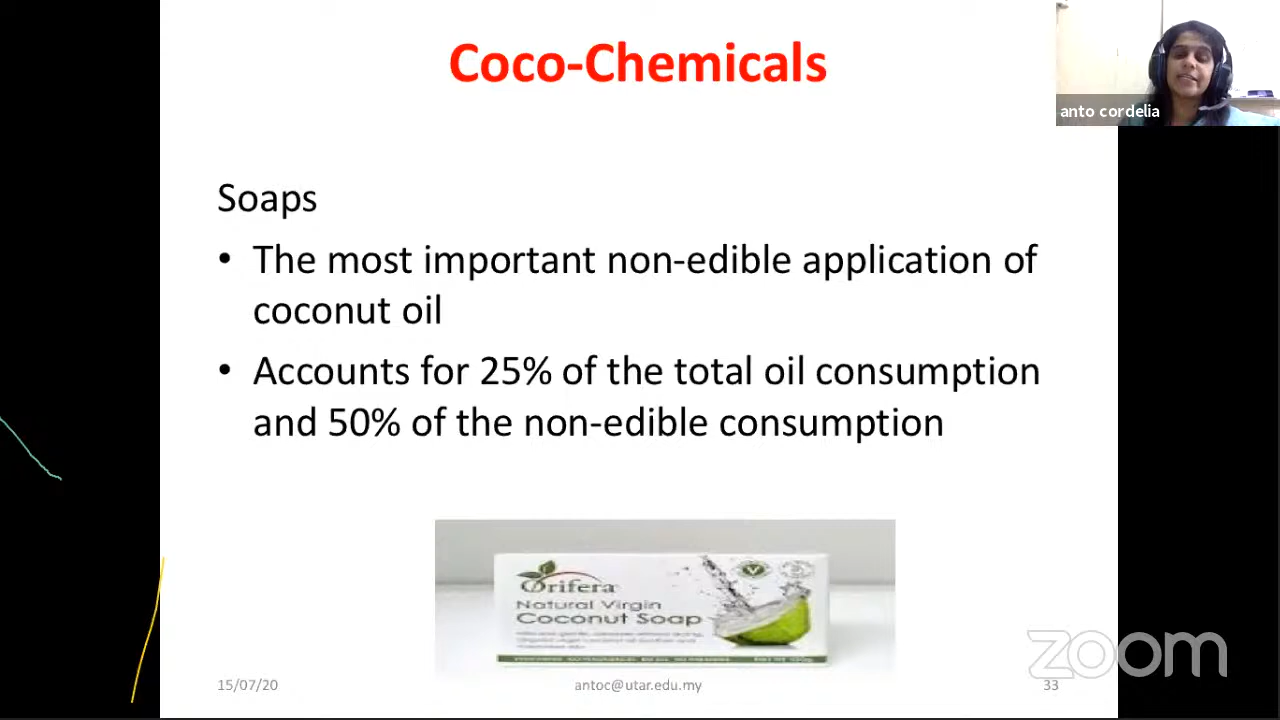 Coco-Chemicals
anto cordelia
Soaps
• The most important non-edible application of
coconut oil
• Accounts for 25% of the total oil consumption
and 50% of the non-edible consumption
Orifera
Natural Virgin
Coconut Soap
zoom
15/07/20
antoc@utar.edu.my
33